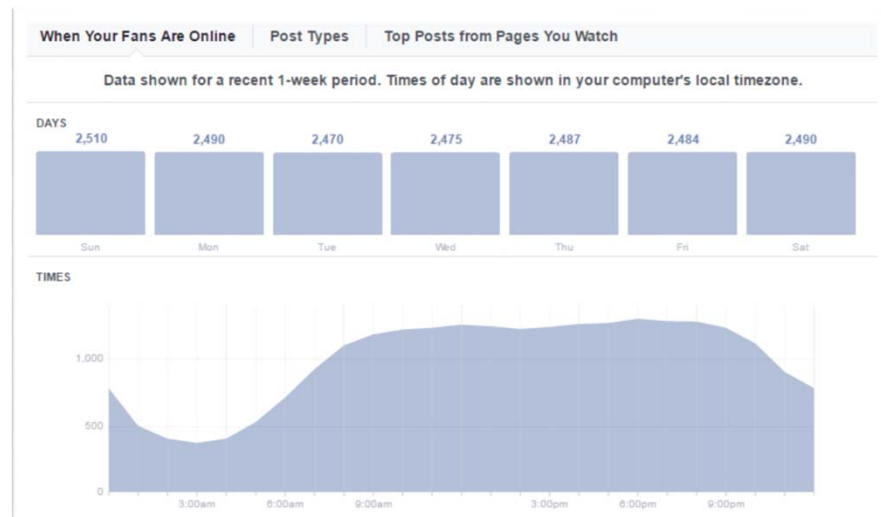 When Your Fans Are Online Post Types Top Posts from Pages You Watch
Data shown for a recent 1-week period. Times of day are shown in your computer's local timezone.
DAYS
2,510 2,490 2,470 2,475 2,487 2,484 2,490
Sun Mon Tue Wed Thu Fri Sat
TIMES
1,000
500
0
3:00am 6:00am 9:00am 3:00pm 6:00pm 9:00pm